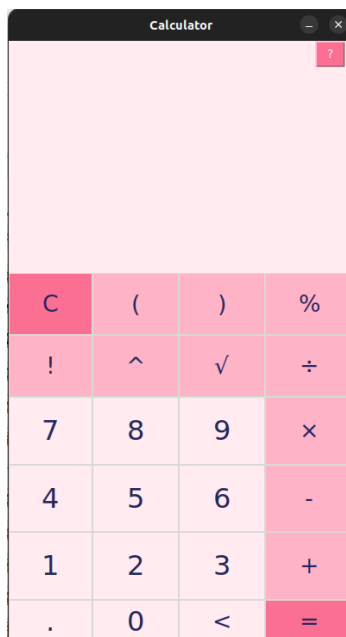 Calculator
?
C ( ) %
! ^ √ ÷
7 8 9 ×
4 5 6 -
1 2 3 +
. 0 < =